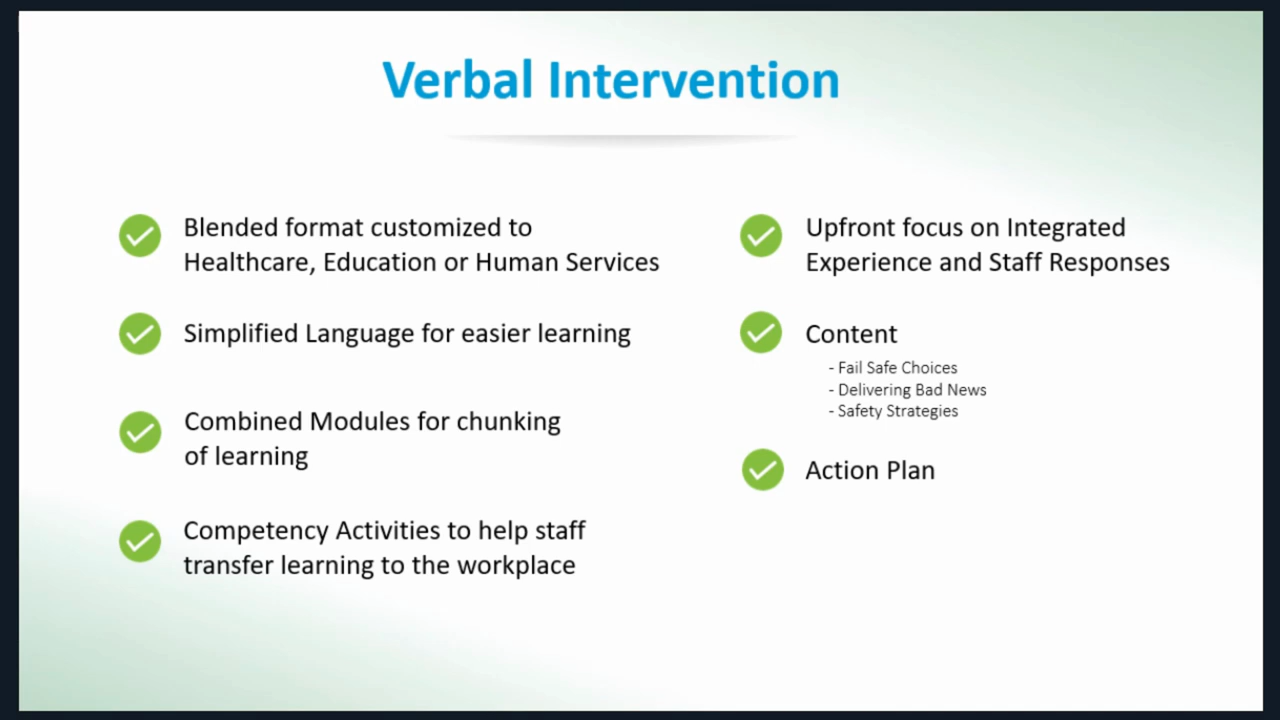 Verbal Intervention
Blended format customized to
Healthcare, Education or Human Services
Simplified Language for easier learning
Combined Modules for chunking
of learning
Competency Activities to help staff
transfer learning to the workplace
Upfront focus on Integrated
Experience and Staff Responses
Content
- Fail Safe Choices
- Delivering Bad News
- Safety Strategies
Action Plan